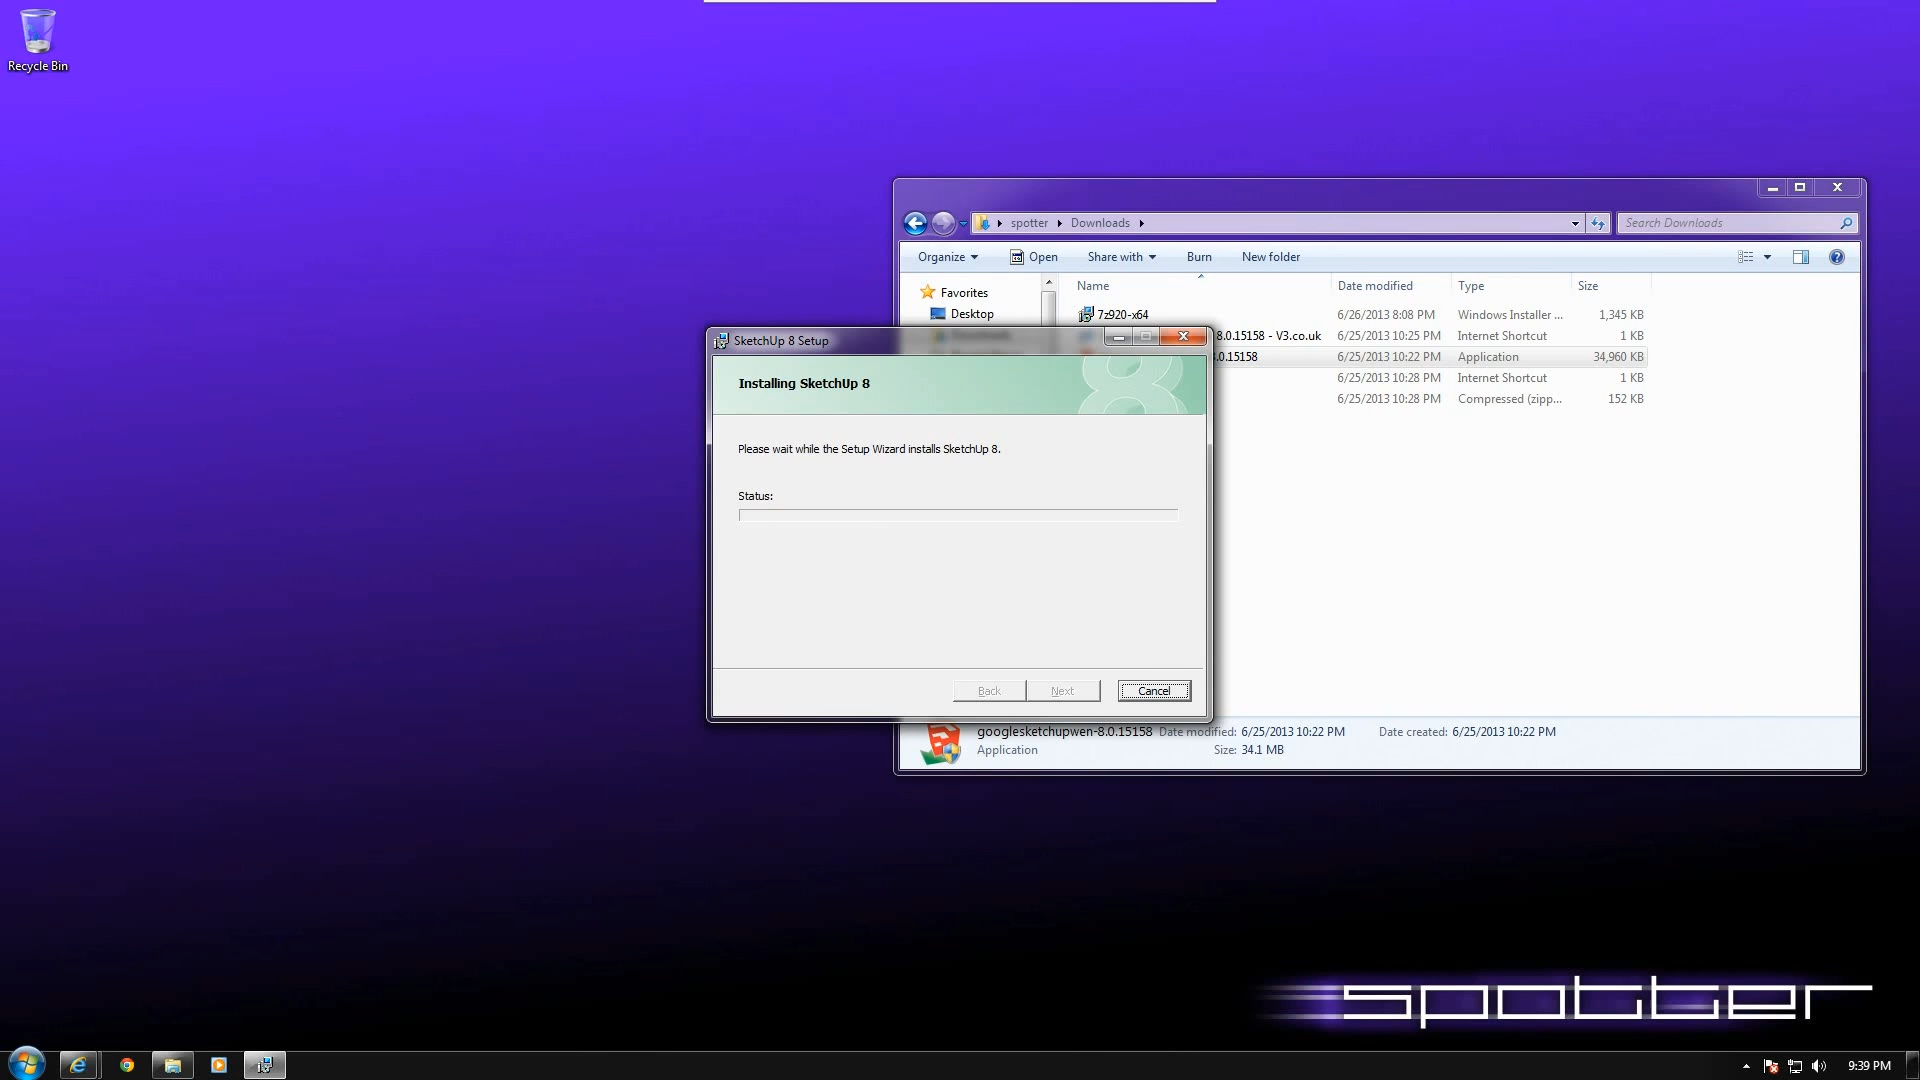 Recycle Bin
spotter Downloads
Search Downloads
Organize Open Share with Burn New folder
Favorites
Desktop
Name Date modified Type Size
7z920-x64 6/26/2013 8:08 PM Windows Installer ... 1,345 KB
8.0.15158 - V3.co.uk 6/25/2013 10:25 PM Internet Shortcut 1 KB
.0.15158 6/25/2013 10:22 PM Application 34,960 KB
6/25/2013 10:28 PM Internet Shortcut 1 KB
6/25/2013 10:28 PM Compressed (zipp... 152 KB
SketchUp 8 Setup
Installing SketchUp 8
8
Please wait while the Setup Wizard installs SketchUp 8.
Status:
Back Next Cancel
googlesketchupwen-8.0.15158 Date modified: 6/25/2013 10:22 PM Date created: 6/25/2013 10:22 PM
Application Size: 34.1 MB
spotter
9:39 PM